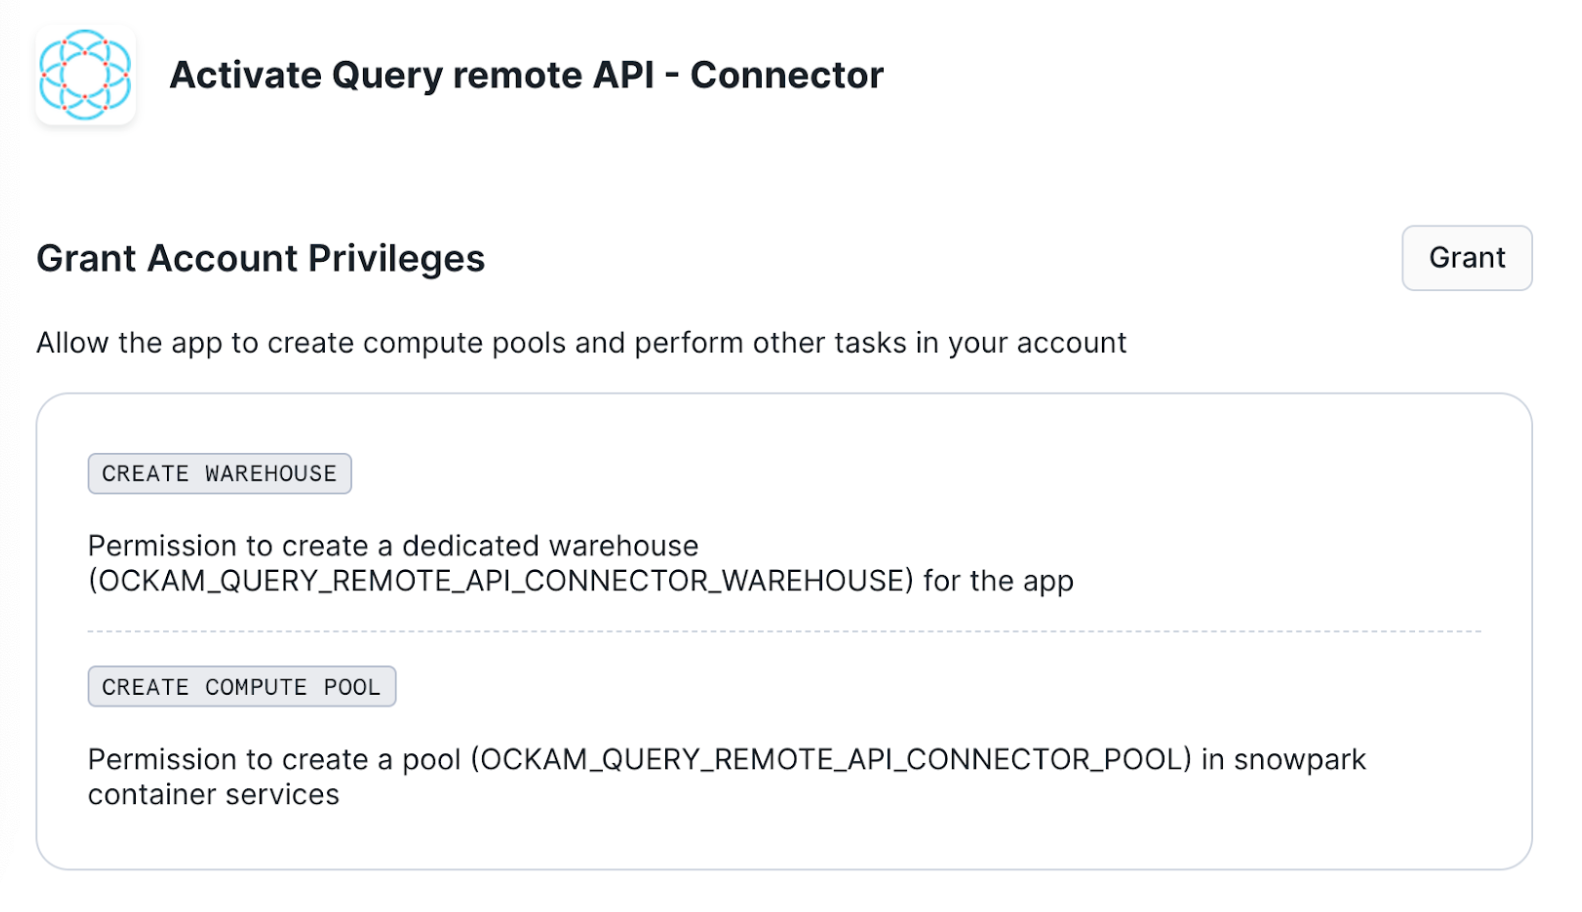 Activate Query remote API - Connector
Grant Account Privileges
Grant
Allow the app to create compute pools and perform other tasks in your account
CREATE WAREHOUSE
Permission to create a dedicated warehouse
(OCKAM_QUERY_REMOTE_API_CONNECTOR_WAREHOUSE) for the app
CREATE COMPUTE POOL
Permission to create a pool (OCKAM_QUERY_REMOTE_API_CONNECTOR_POOL) in snowpark
container services